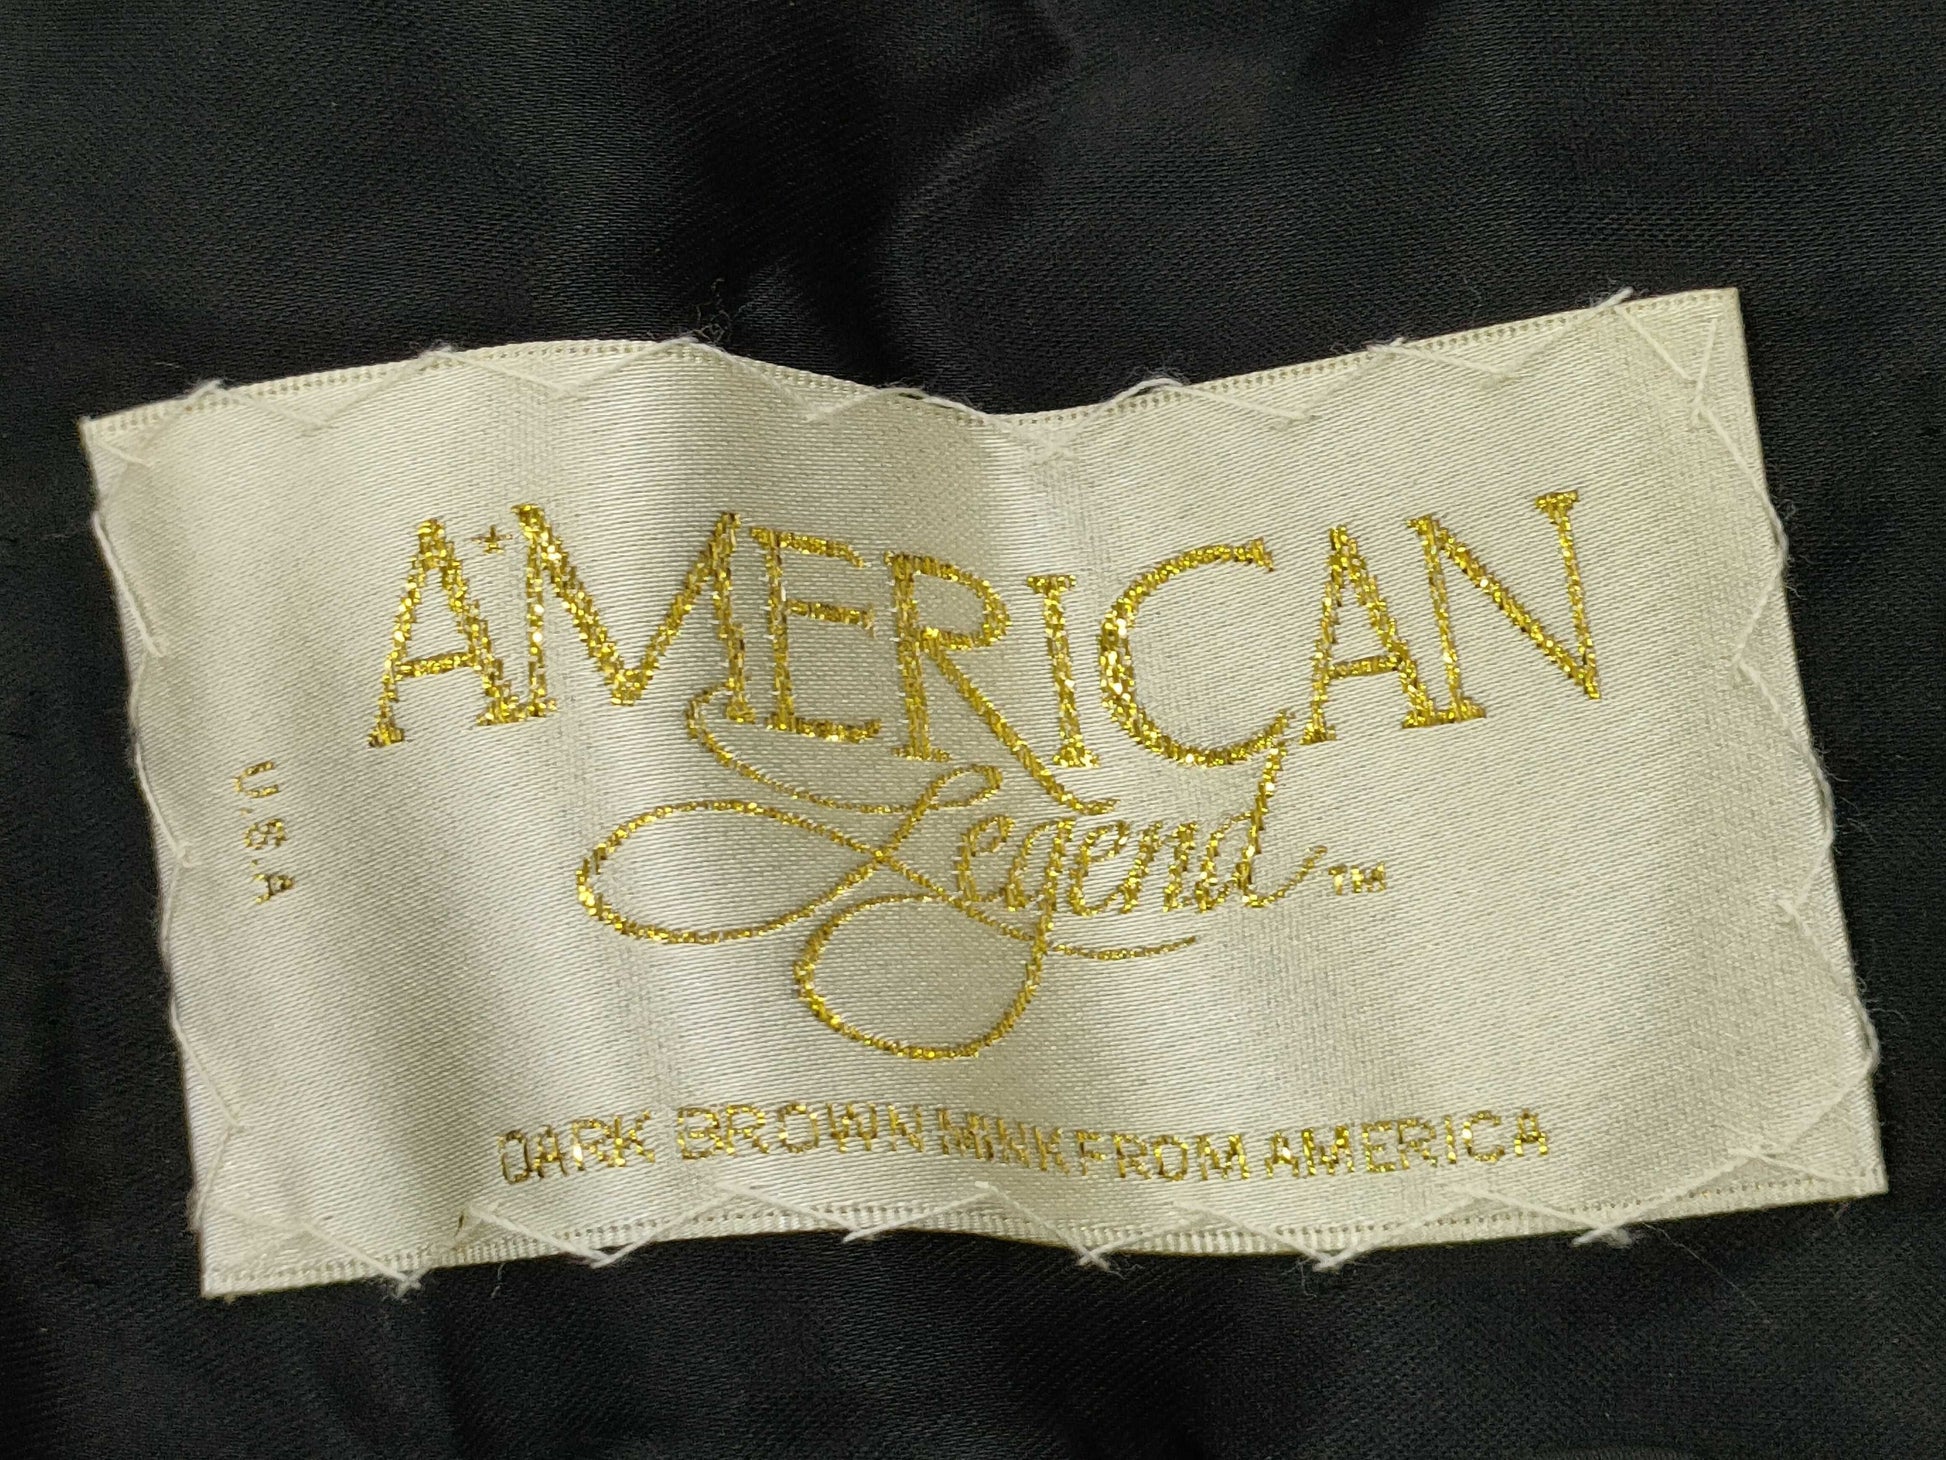 AMERICAN
Legend™
U.S.A
DARK BROWN MINK FROM AMERICA